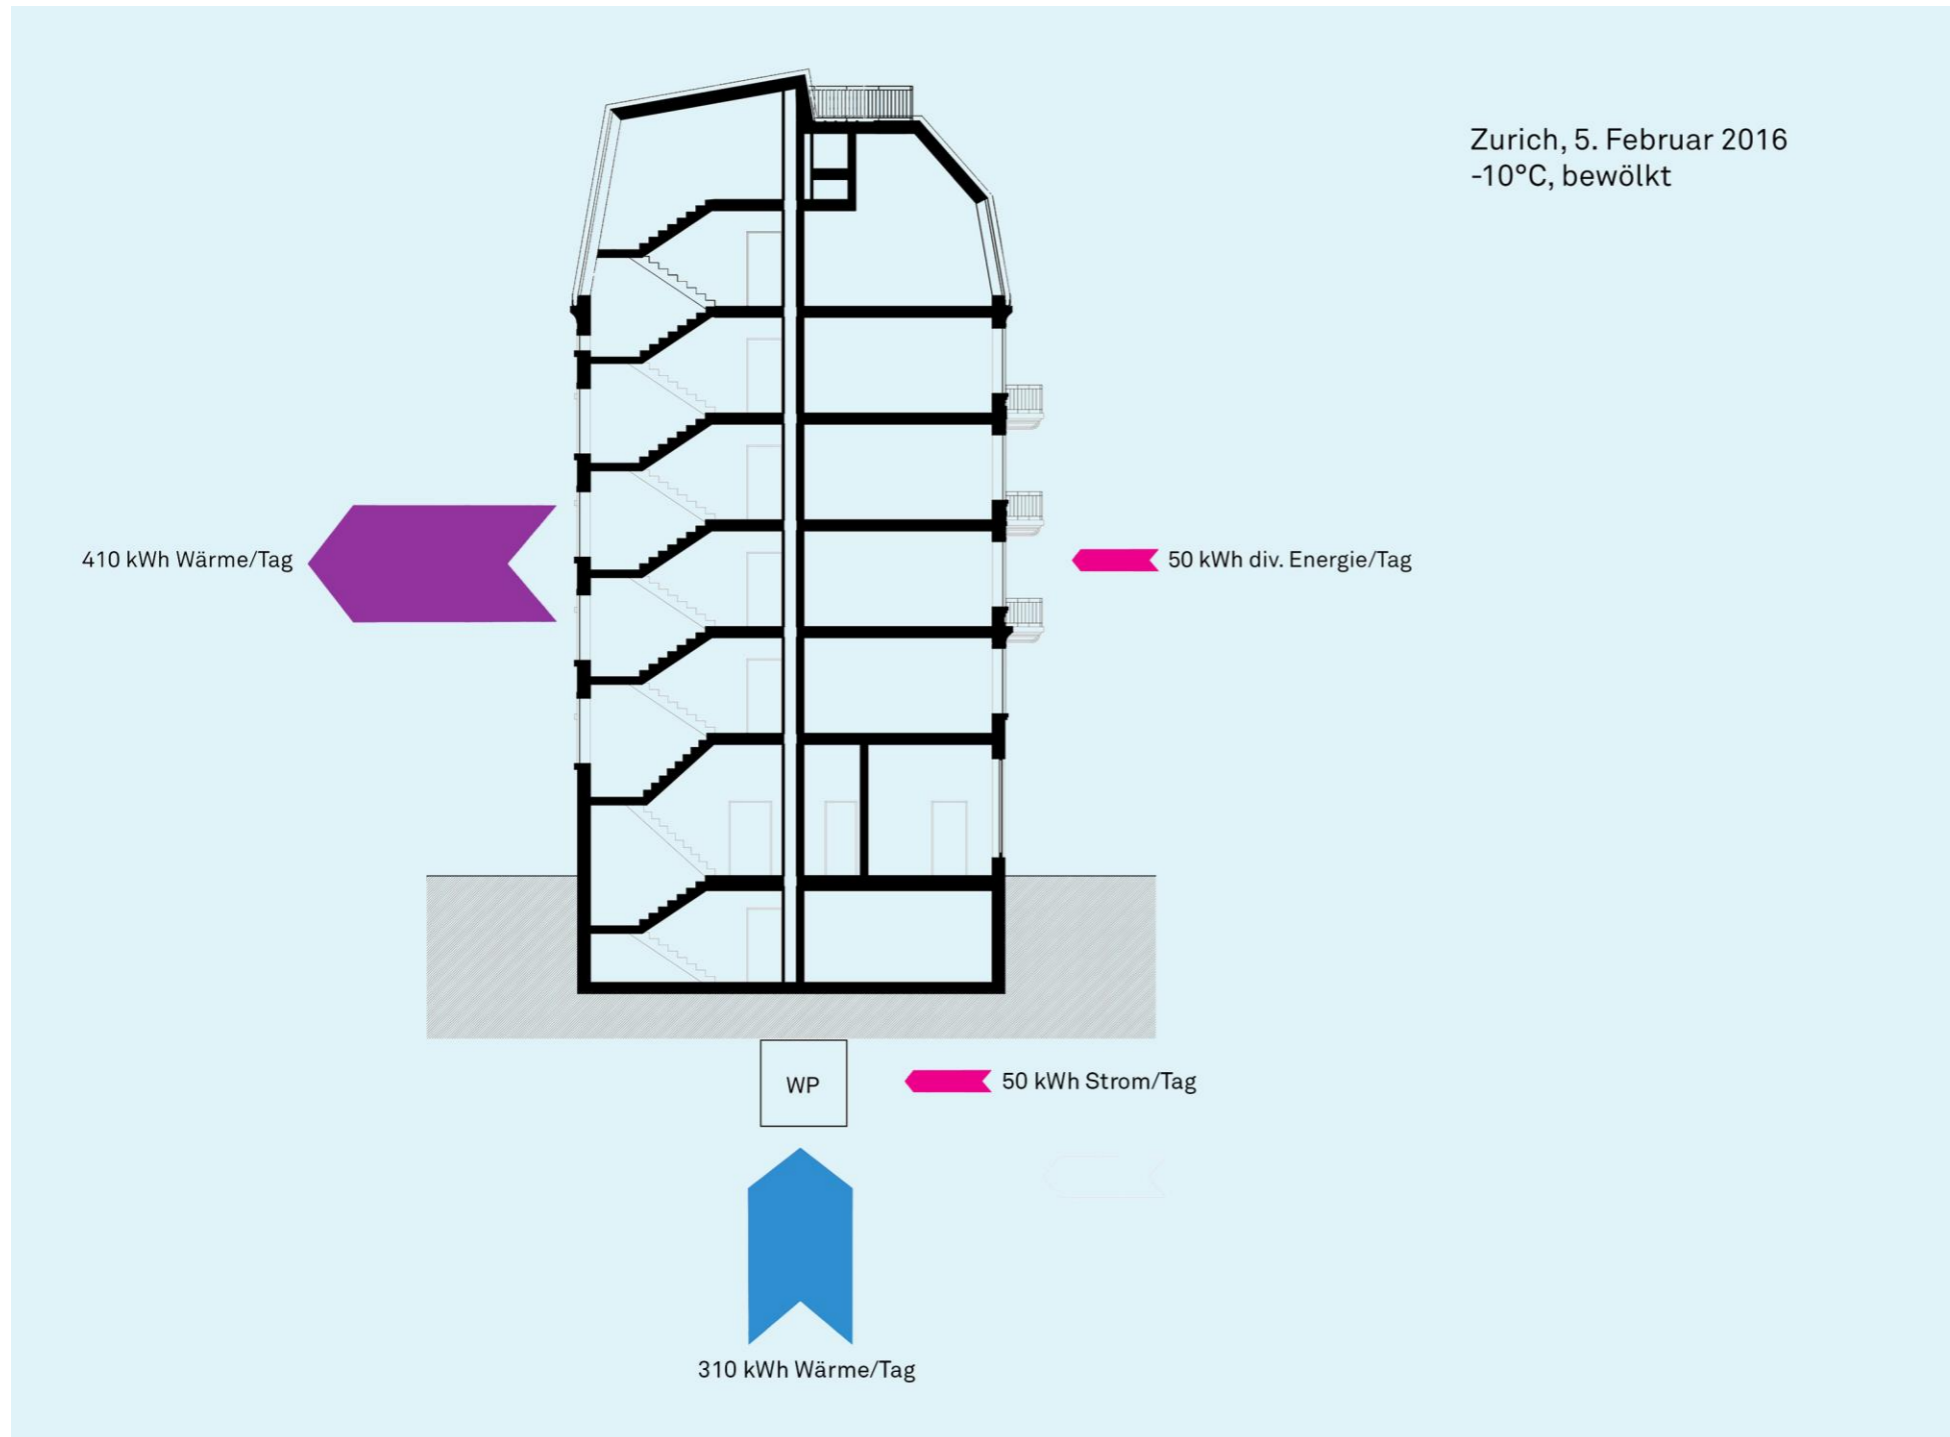 Zurich, 5. Februar 2016
-10°C, bewölkt
410 kWh Wärme/Tag
50 kWh div. Energie/Tag
WP
50 kWh Strom/Tag
310 kWh Wärme/Tag